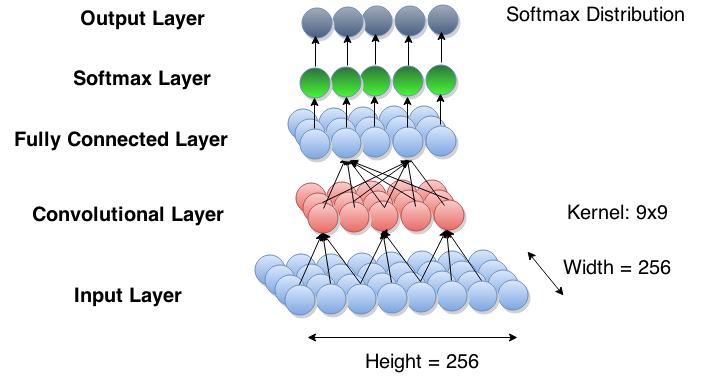 Output Layer
Softmax Distribution
Softmax Layer
Fully Connected Layer
Convolutional Layer
Kernel: 9x9
Width = 256
Input Layer
Height = 256